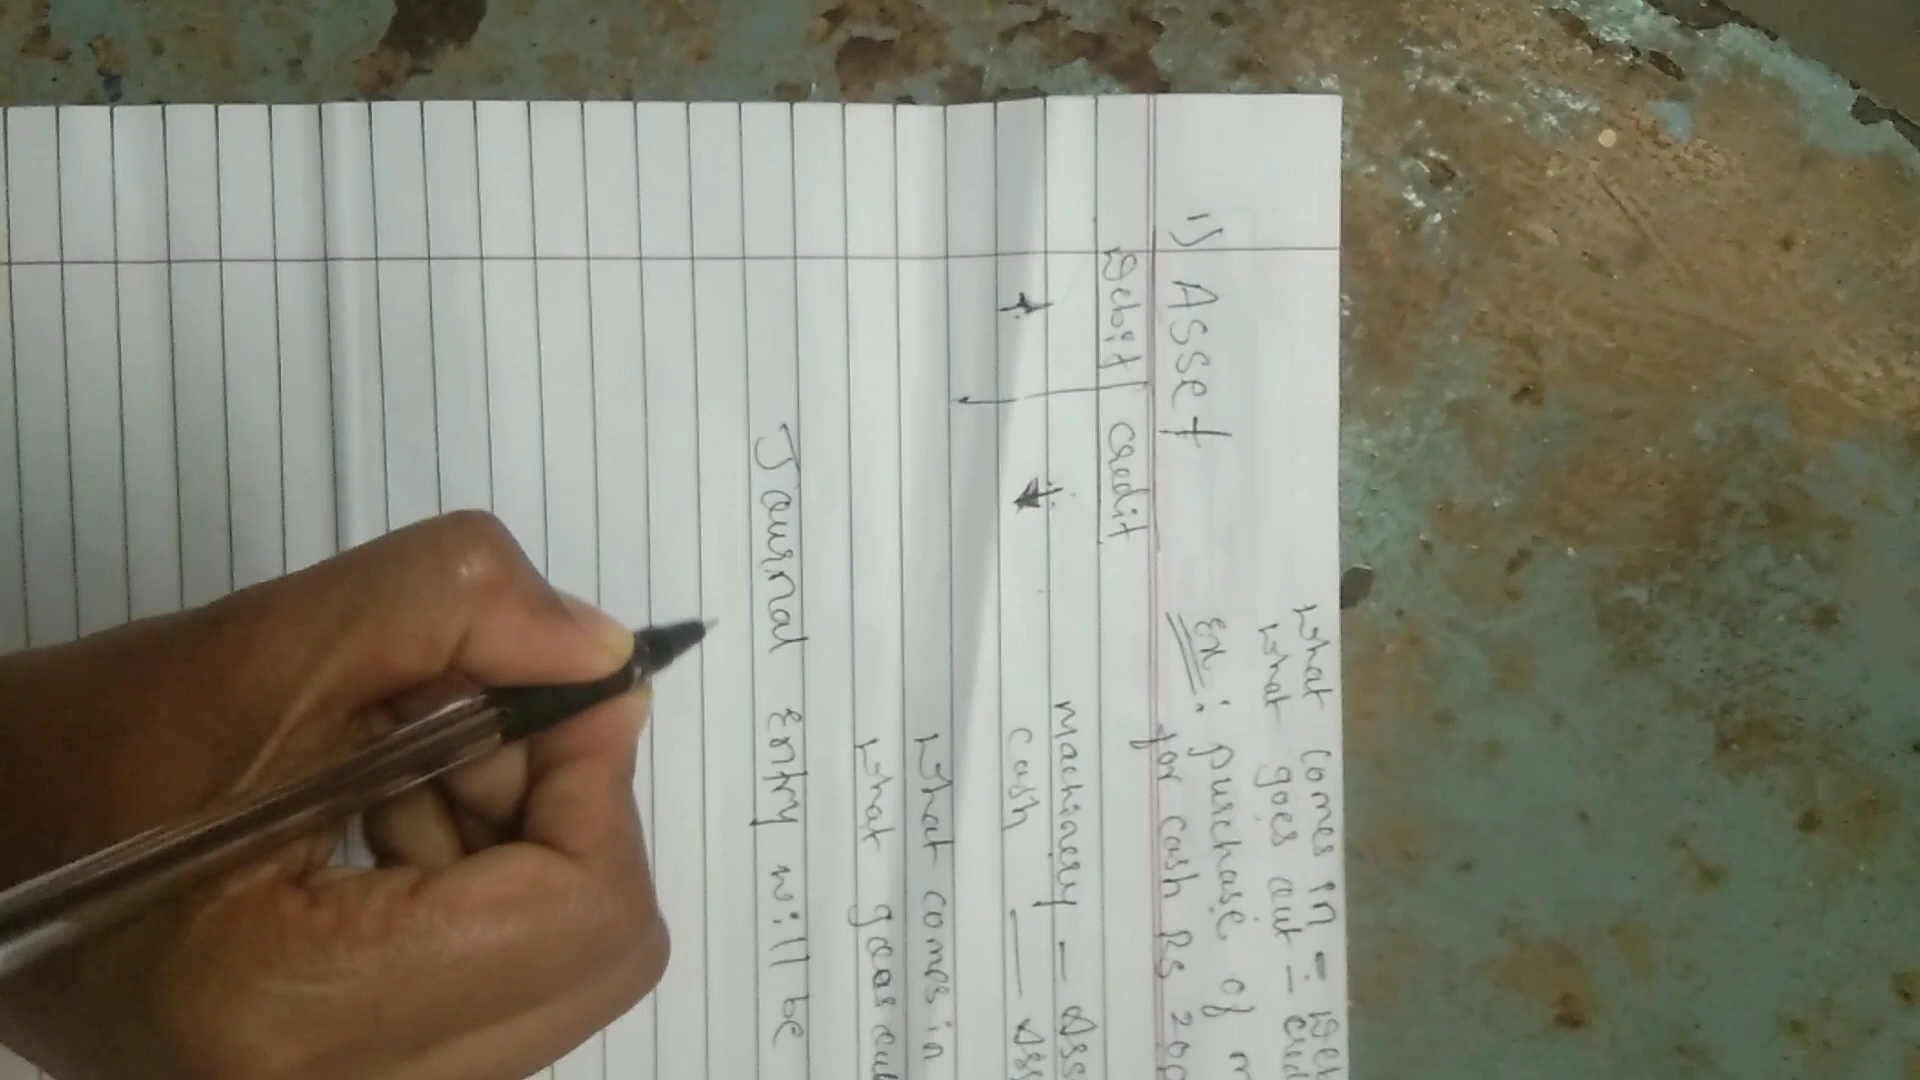 What comes in = Deb
What goes out - cred
1) Asset
Ex: purchase of m
for cash Rs 200
Debit credit
+
Machinery - Ass
cash - Ass
What comes in
What goes out
Journal Entry will be